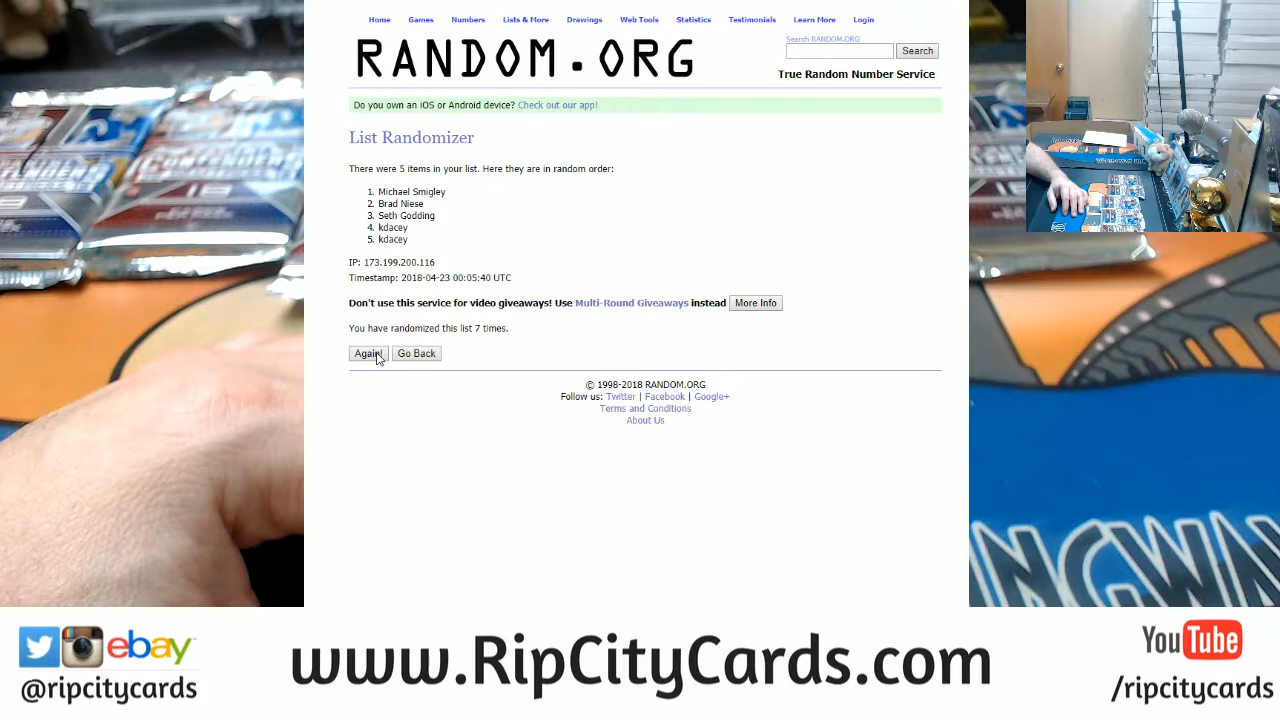 Home Games Numbers Lists & More Drawings Web Tools Statistics Testimonials Learn More Login
RANDOM.ORG
Search RANDOM.ORG
Search
True Random Number Service
Do you own an iOS or Android device? Check out our app!
List Randomizer
There were 5 items in your list. Here they are in random order:
1. Michael Smigley
2. Brad Niese
3. Seth Godding
4. kdacey
5. kdacey
IP: 173.199.200.116
Timestamp: 2018-04-23 00:05:40 UTC
Don't use this service for video giveaways! Use Multi-Round Giveaways instead More Info
You have randomized this list 7 times.
Again! Go Back
© 1998-2018 RANDOM.ORG
Follow us: Twitter | Facebook | Google+
Terms and Conditions
About Us
CONTENDERS
ebay
@ripcitycards
www.RipCityCards.com
YouTube
/ripcitycards